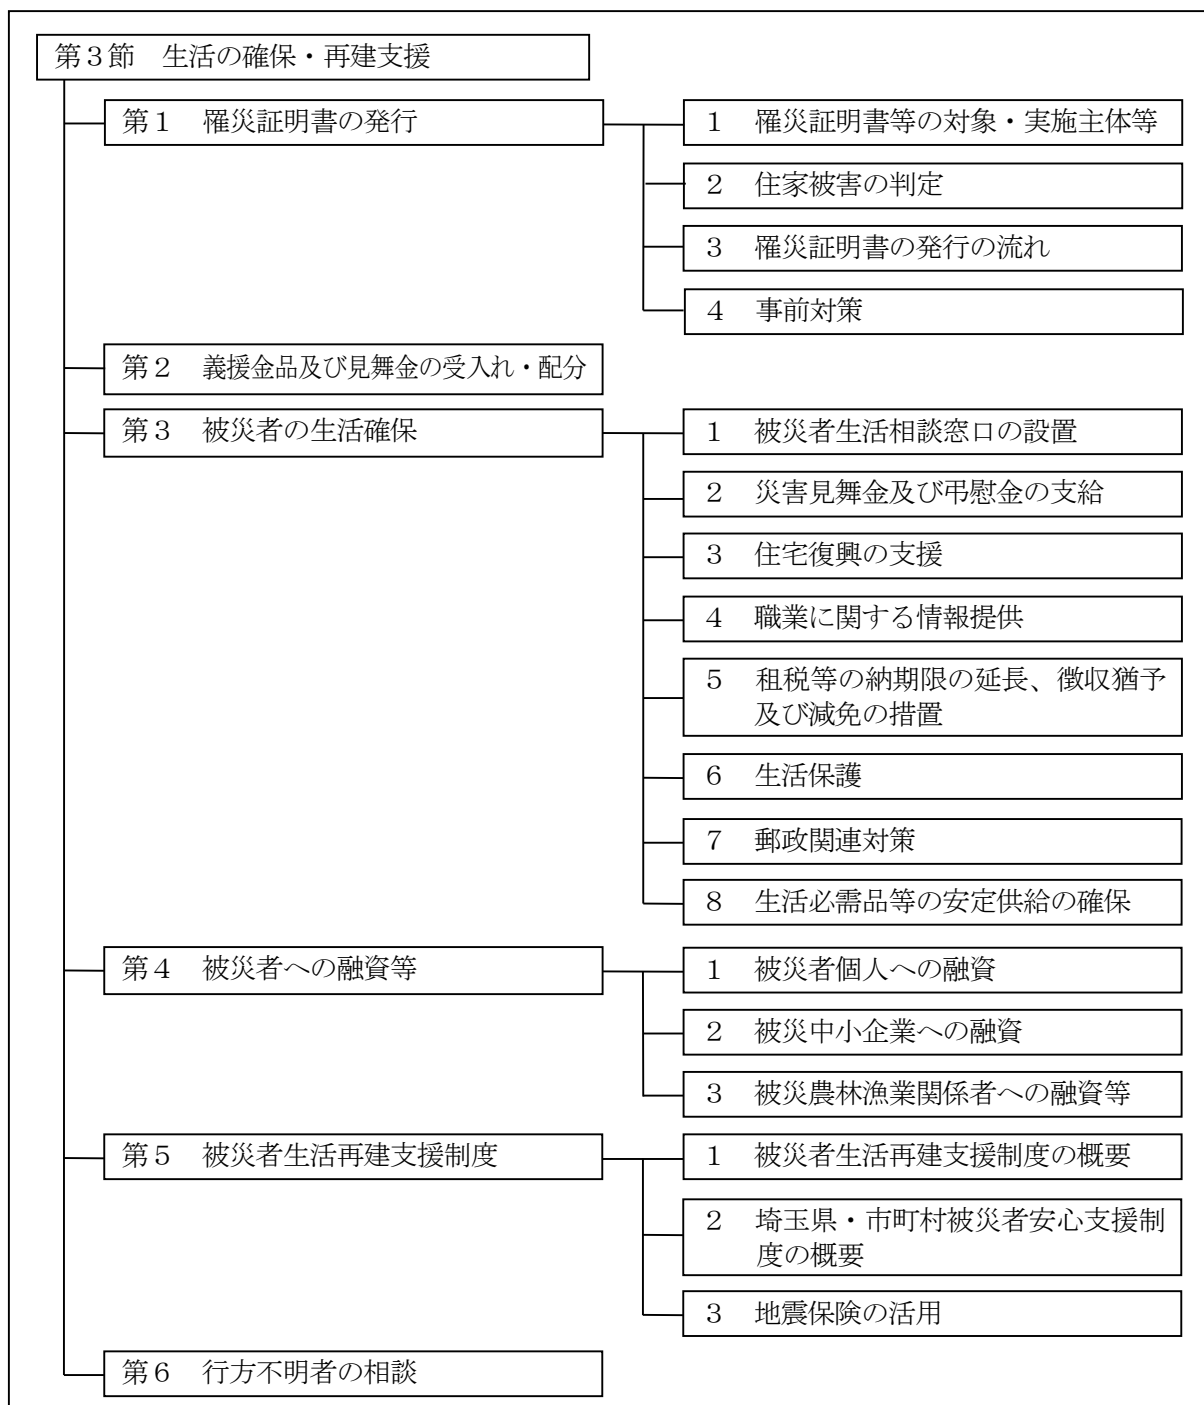 第３節　生活の確保・再建支援
第１　罹災証明書の発行
１　罹災証明書等の対象・実施主体等
２　住家被害の判定
３　罹災証明書の発行の流れ
４　事前対策
第２　義援金品及び見舞金の受入れ・配分
第３　被災者の生活確保
１　被災者生活相談窓口の設置
２　災害見舞金及び弔慰金の支給
３　住宅復興の支援
４　職業に関する情報提供
５　租税等の納期限の延長、徴収猶予
及び減免の措置
６　生活保護
７　郵政関連対策
８　生活必需品等の安定供給の確保
第４　被災者への融資等
１　被災者個人への融資
２　被災中小企業への融資
３　被災農林漁業関係者への融資等
第５　被災者生活再建支援制度
１　被災者生活再建支援制度の概要
２　埼玉県・市町村被災者安心支援制
度の概要
３　地震保険の活用
第６　行方不明者の相談